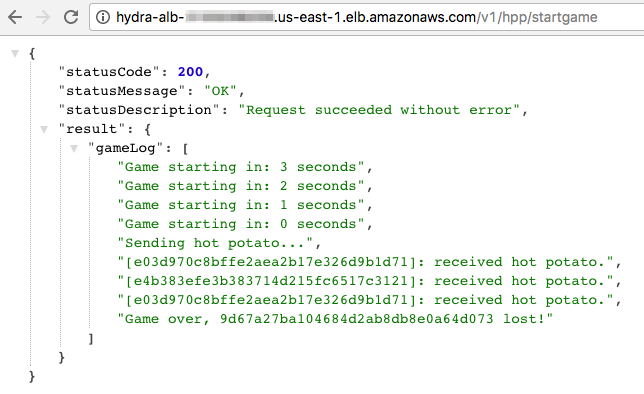 hydra-alb- .us-east-1.elb.amazonaws.com/v1/hpp/startgame
{
"statusCode": 200,
"statusMessage": "OK",
"statusDescription": "Request succeeded without error",
"result": {
"gameLog": [
"Game starting in: 3 seconds",
"Game starting in: 2 seconds",
"Game starting in: 1 seconds",
"Game starting in: 0 seconds",
"Sending hot potato...",
"[e03d970c8bffe2aea2b17e326d9b1d71]: received hot potato.",
"[e4b383efe3b383714d215fc6517c3121]: received hot potato.",
"[e03d970c8bffe2aea2b17e326d9b1d71]: received hot potato.",
"Game over, 9d67a27ba104684d2ab8db8e0a64d073 lost!"
]
}
}